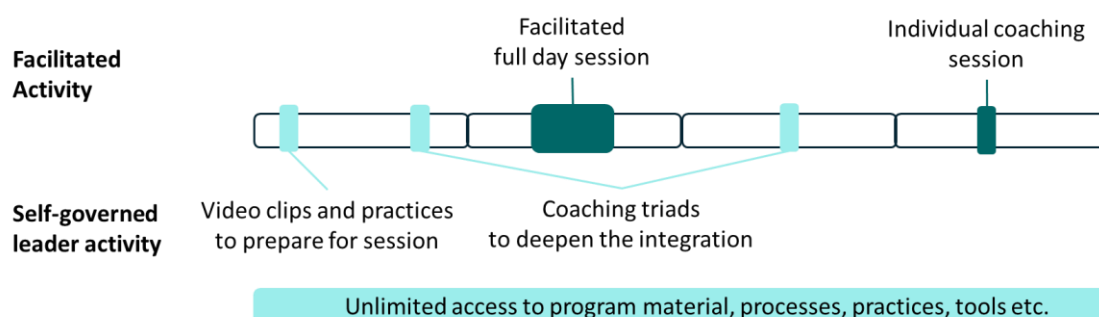 Facilitated
full day session
Individual coaching
session
Facilitated
Activity
Self-governed
leader activity
Video clips and practices
to prepare for session
Coaching triads
to deepen the integration
Unlimited access to program material, processes, practices, tools etc.